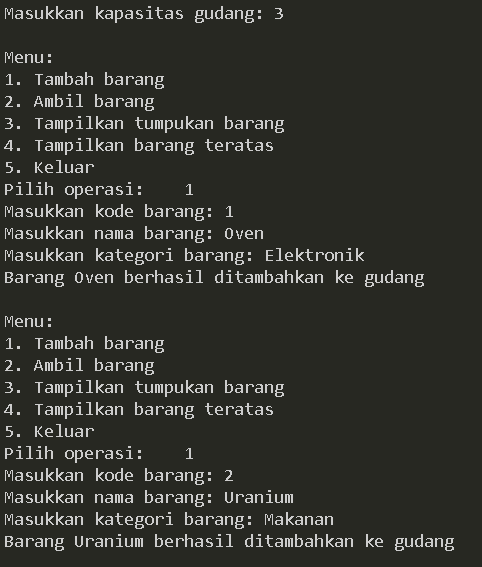 Masukkan kapasitas gudang: 3

Menu:
1. Tambah barang
2. Ambil barang
3. Tampilkan tumpukan barang
4. Tampilkan barang teratas
5. Keluar
Pilih operasi:    1
Masukkan kode barang: 1
Masukkan nama barang: Oven
Masukkan kategori barang: Elektronik
Barang Oven berhasil ditambahkan ke gudang

Menu:
1. Tambah barang
2. Ambil barang
3. Tampilkan tumpukan barang
4. Tampilkan barang teratas
5. Keluar
Pilih operasi:    1
Masukkan kode barang: 2
Masukkan nama barang: Uranium
Masukkan kategori barang: Makanan
Barang Uranium berhasil ditambahkan ke gudang